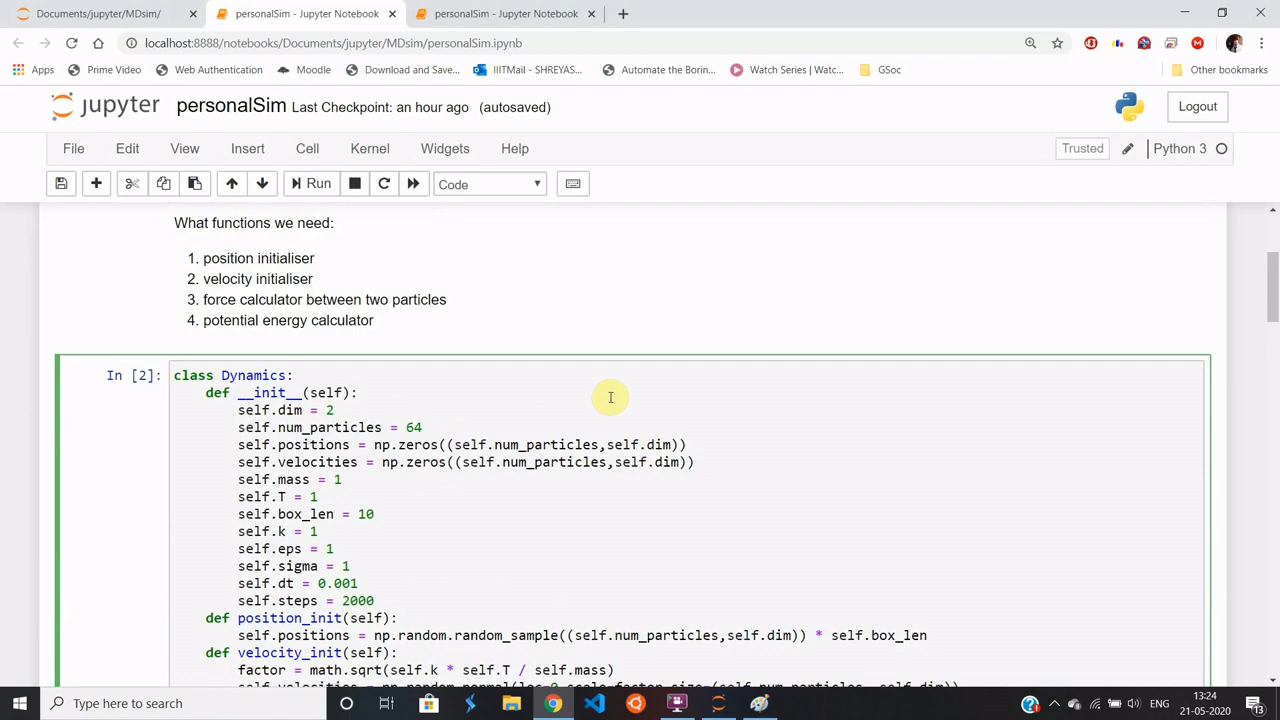 Documents/jupyter/MDsim/
personalSim - Jupyter Notebook
personalSim - Jupyter Notebook
localhost:8888/notebooks/Documents/jupyter/MDsim/personalSim.ipynb
Apps Prime Video Web Authentication Moodle Download and Save... IIITMail - SHREYAS... Automate the Borin... Watch Series | Watc... GSoc Other bookmarks
jupyter personalSim Last Checkpoint: an hour ago (autosaved) Logout
File Edit View Insert Cell Kernel Widgets Help Trusted Python 3
Run Code
What functions we need:
1. position initialiser
2. velocity initialiser
3. force calculator between two particles
4. potential energy calculator
In [2]: class Dynamics:
def __init__(self):
self.dim = 2
self.num_particles = 64
self.positions = np.zeros((self.num_particles,self.dim))
self.velocities = np.zeros((self.num_particles,self.dim))
self.mass = 1
self.T = 1
self.box_len = 10
self.k = 1
self.eps = 1
self.sigma = 1
self.dt = 0.001
self.steps = 2000
def position_init(self):
self.positions = np.random.random_sample((self.num_particles,self.dim)) * self.box_len
def velocity_init(self):
factor = math.sqrt(self.k * self.T / self.mass)
Type here to search
ENG
13:24
21-05-2020